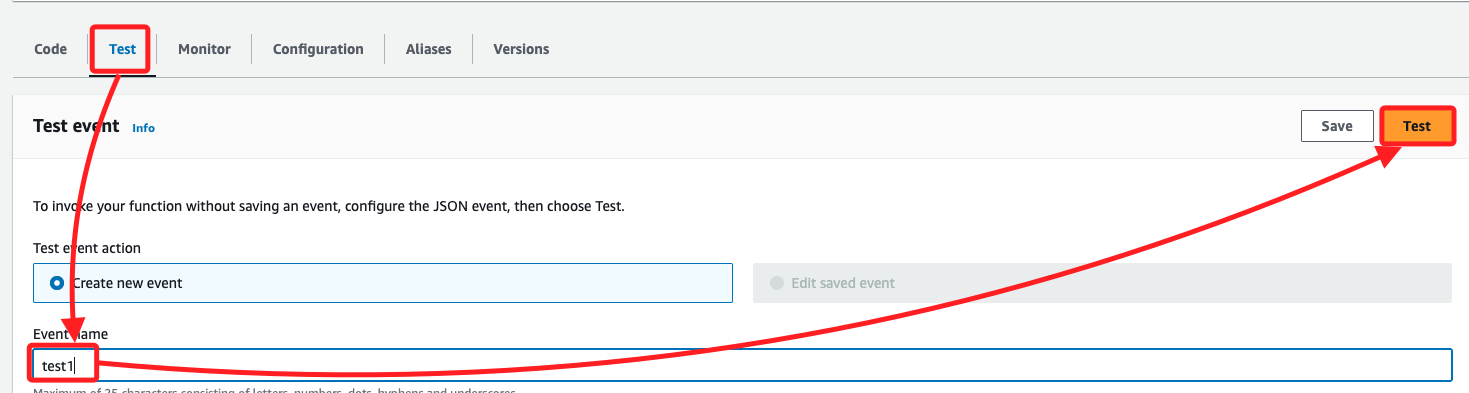 Code Test Monitor Configuration Aliases Versions
Test event Info Save Test
To invoke your function without saving an event, configure the JSON event, then choose Test.
Test event action
Create new event Edit saved event
Event name
test1
Maximum of 25 characters consisting of letters, numbers, dots, hyphens and underscores.